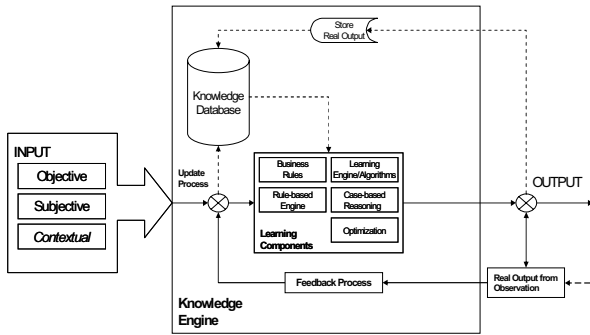 Store
Real Output
Knowledge
Database
INPUT
Objective
Subjective
Contextual
Update
Process
Business
Rules
Learning
Engine/Algorithms
Rule-based
Engine
Case-based
Reasoning
Learning
Components
Optimization
OUTPUT
Feedback Process
Real Output from
Observation
Knowledge
Engine